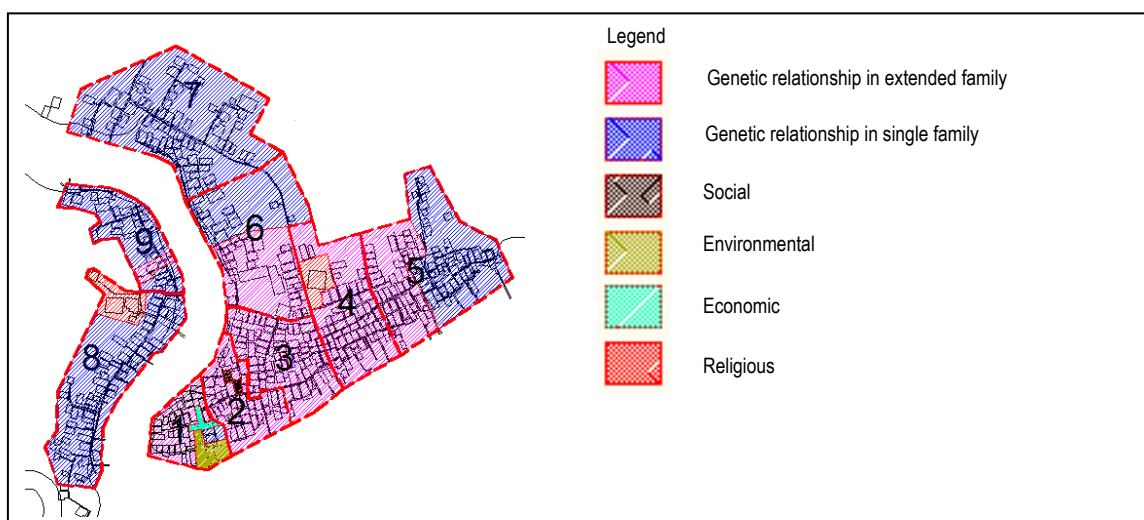 Legend
Genetic relationship in extended family
Genetic relationship in single family
Social
Environmental
Economic
Religious
7
6
9
5
4
3
8
2
1